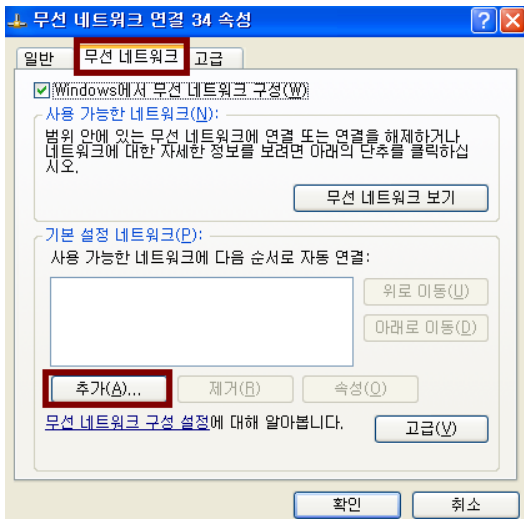 무선 네트워크 연결 34 속성
일반 무선 네트워크 고급
Windows에서 무선 네트워크 구성(W)
사용 가능한 네트워크(N):
범위 안에 있는 무선 네트워크에 연결 또는 연결을 해제하거나
네트워크에 대한 자세한 정보를 보려면 아래의 단추를 클릭하십
시오.
무선 네트워크 보기
기본 설정 네트워크(P):
사용 가능한 네트워크에 다음 순서로 자동 연결:
위로 이동(U)
아래로 이동(D)
추가(A)... 제거(R) 속성(O)
무선 네트워크 구성 설정에 대해 알아봅니다.
고급(V)
확인 취소